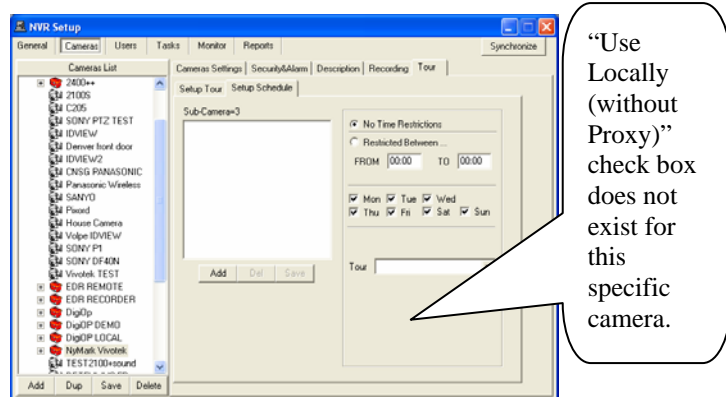 NVR Setup
General Cameras Users Tasks Monitor Reports Synchronize
Cameras List
2400++
2100S
C205
SONY PTZ TEST
IDVIEW
Denver front door
IDVIEW2
CNSG PANASONIC
Panasonic Wireless
SANYO
Pixord
House Camera
Volpe IDVIEW
SONY P1
SONY DF40N
Vivotek TEST
EDR REMOTE
EDR RECORDER
DigiOp
DigiOP DEMO
DigiOP LOCAL
NyMark Vivotek
TEST2100+sound
Add Dup Save Delete
Cameras Settings Security&Alarm Description Recording Tour
Setup Tour Setup Schedule
Sub-Camera=3
Add Del Save
No Time Restrictions
Restricted Between ...
FROM 00:00 TO 00:00
Mon Tue Wed
Thu Fri Sat Sun
Tour
“Use
Locally
(without
Proxy)”
check box
does not
exist for
this
specific
camera.